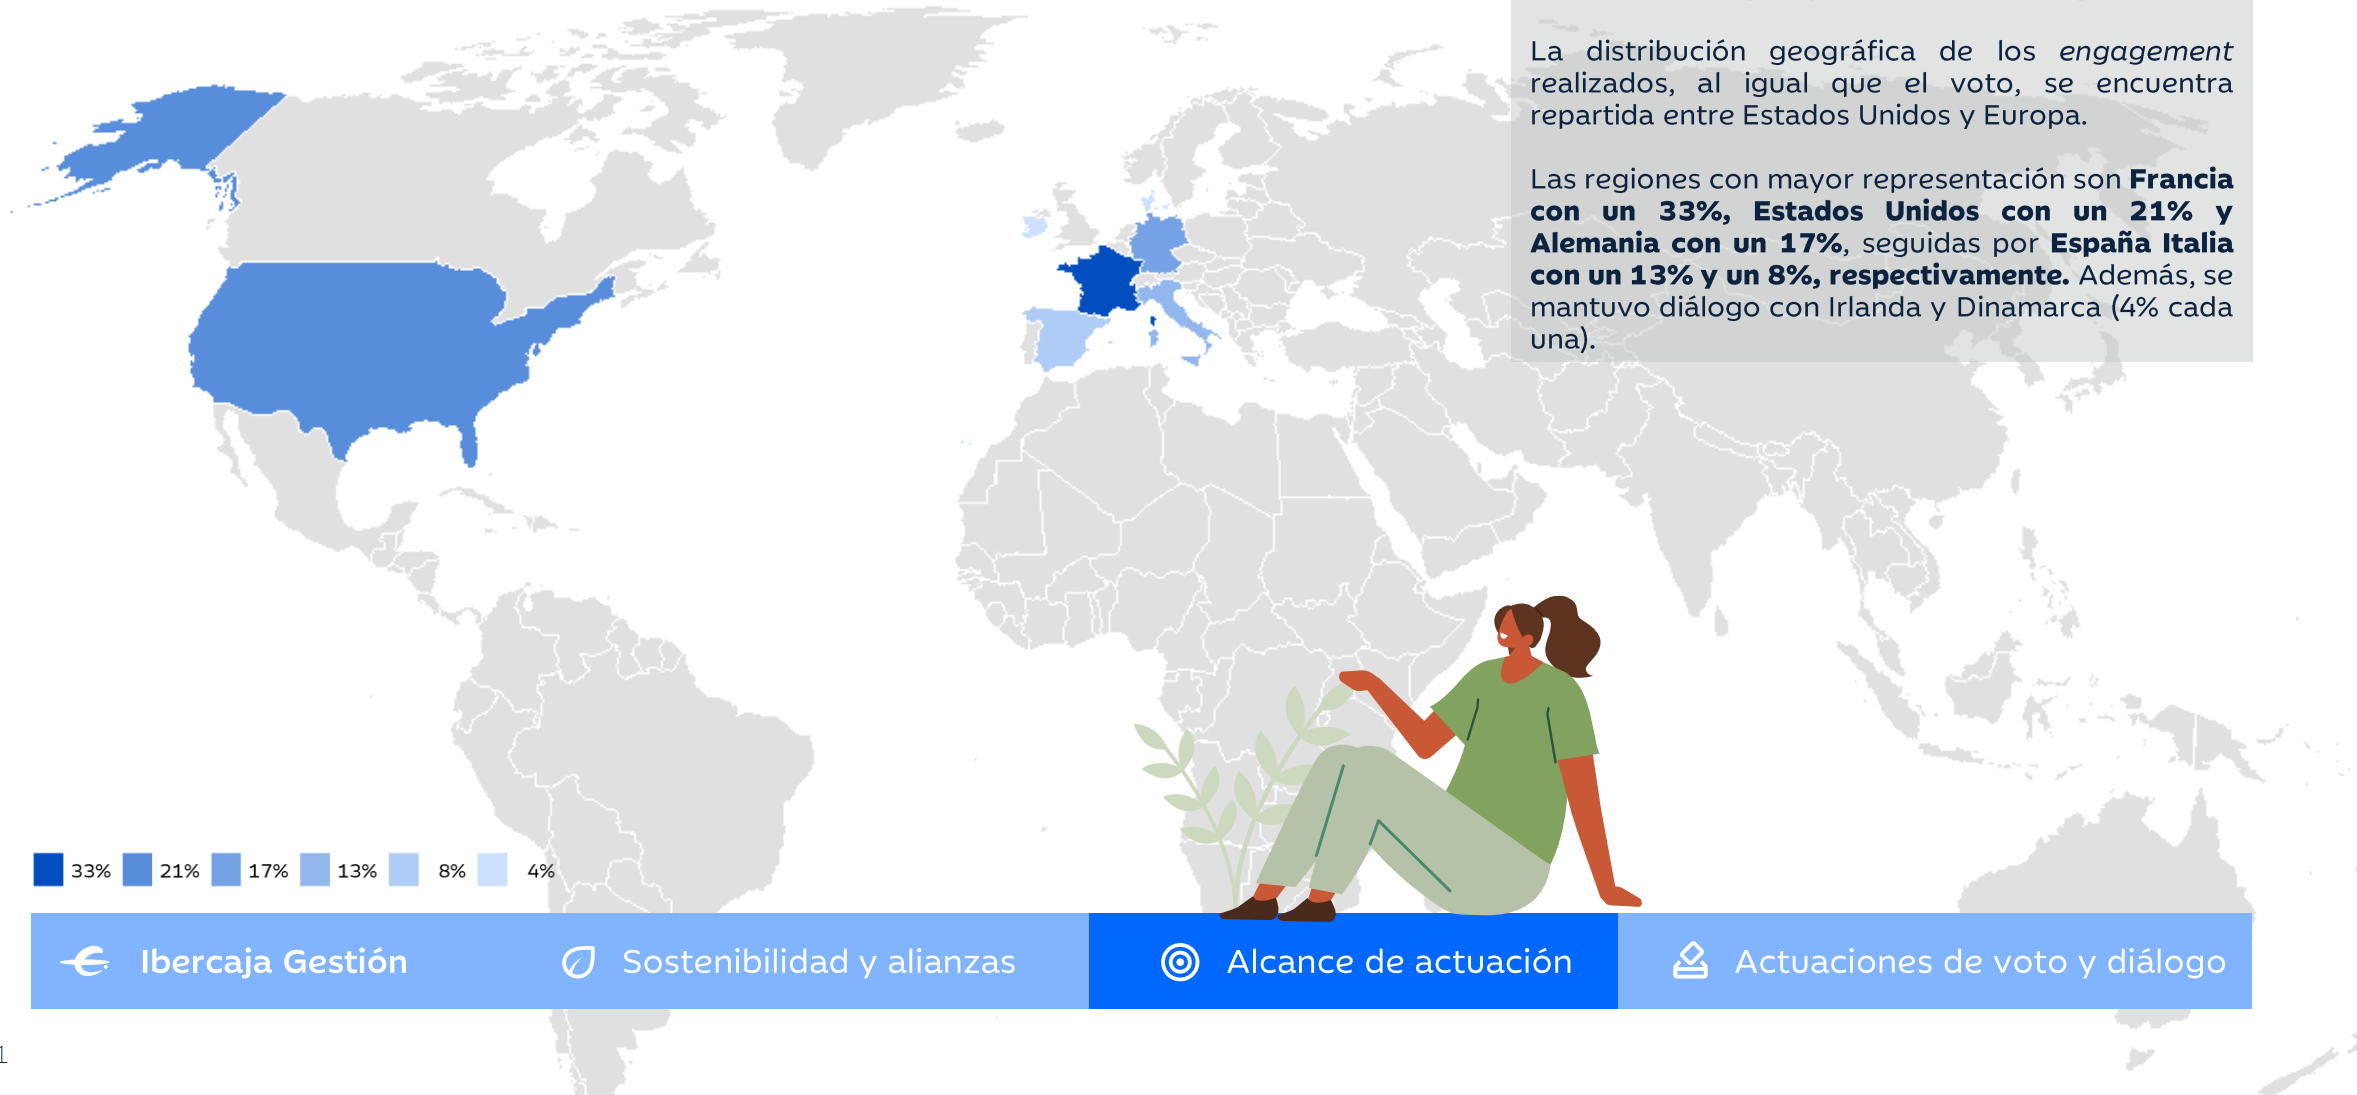 La distribución geográfica de los engagement
realizados, al igual que el voto, se encuentra
repartida entre Estados Unidos y Europa.
Las regiones con mayor representación son Francia
con un 33%, Estados Unidos con un 21% y
Alemania con un 17%, seguidas por España Italia
con un 13% y un 8%, respectivamente. Además, se
mantuvo diálogo con Irlanda y Dinamarca (4% cada
una).
33% 21% 17% 13% 8% 4%
Ibercaja Gestión Sostenibilidad y alianzas Alcance de actuación Actuaciones de voto y diálogo
1